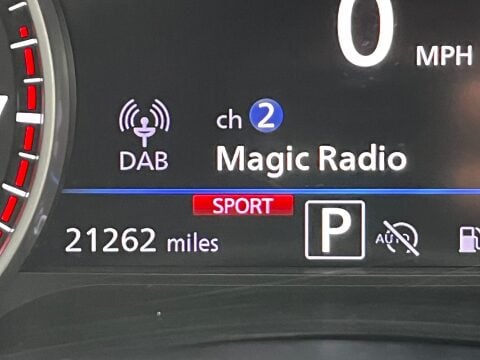 0 MPH
ch 2
DAB Magic Radio
SPORT
21262 miles P AUTO